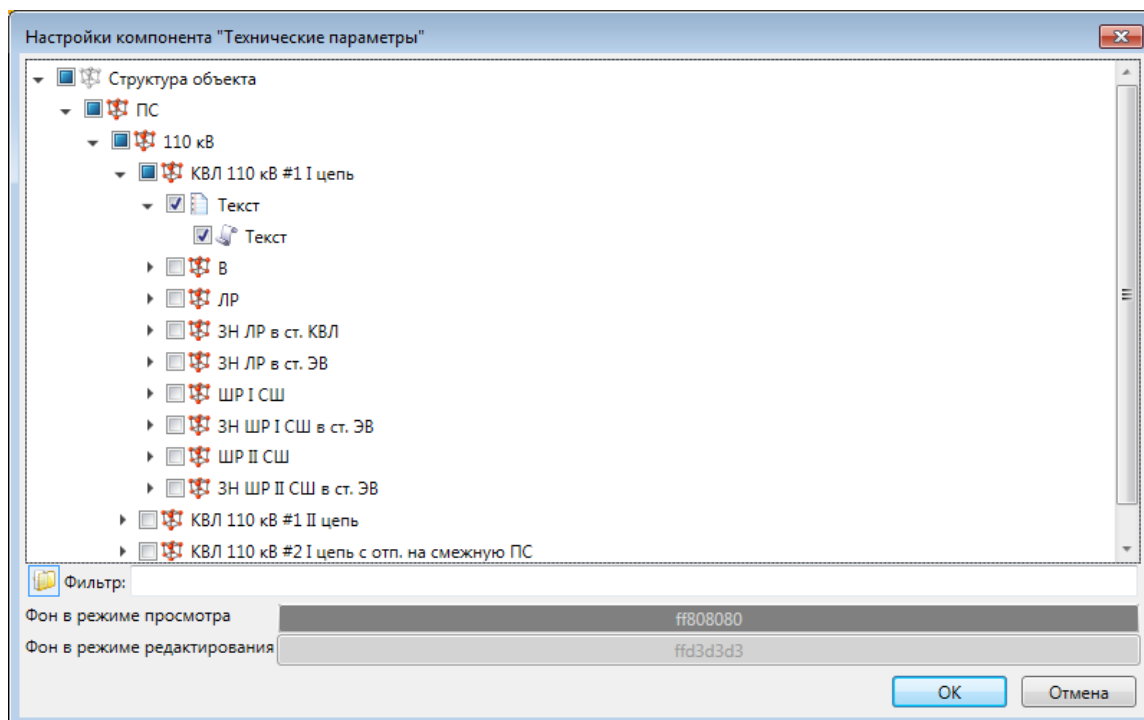 Настройки компонента "Технические параметры"
Структура объекта
ПС
110 кВ
КВЛ 110 кВ #1 I цепь
Текст
Текст
В
ЛР
ЗН ЛР в ст. КВЛ
ЗН ЛР в ст. ЭВ
ШР I СШ
ЗН ШР I СШ в ст. ЭВ
ШР II СШ
ЗН ШР II СШ в ст. ЭВ
КВЛ 110 кВ #1 II цепь
КВЛ 110 кВ #2 I цепь с отп. на смежную ПС
Фильтр:
Фон в режиме просмотра ff808080
Фон в режиме редактирования ffd3d3d3
OK Отмена